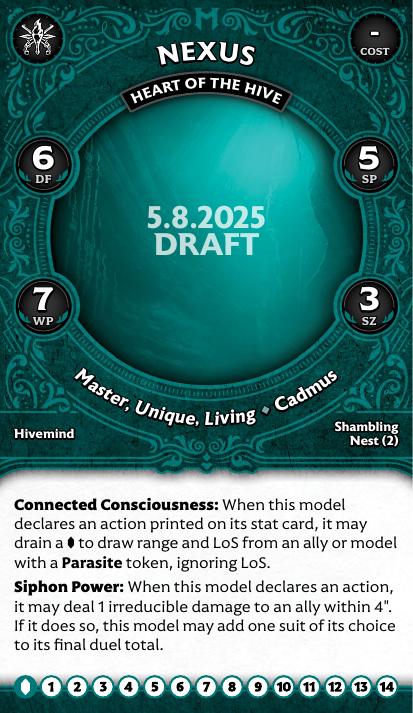 NEXUS
-
COST
HEART OF THE HIVE
6
DF
5
SP
5.8.2025
DRAFT
7
WP
3
SZ
Master, Unique, Living ♦ Cadmus
Hivemind
Shambling
Nest (2)
Connected Consciousness: When this model
declares an action printed on its stat card, it may
drain a ⬮ to draw range and LoS from an ally or model
with a Parasite token, ignoring LoS.
Siphon Power: When this model declares an action,
it may deal 1 irreducible damage to an ally within 4".
If it does so, this model may add one suit of its choice
to its final duel total.
1 2 3 4 5 6 7 8 9 10 11 12 13 14